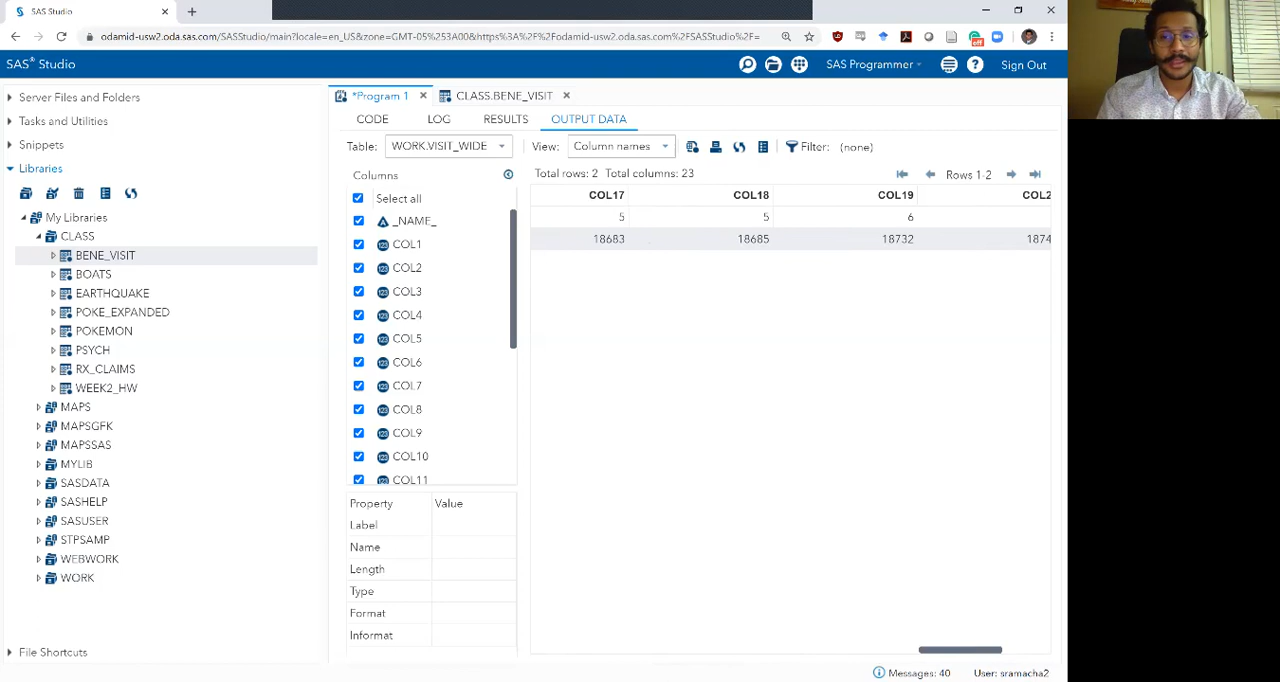 SAS Studio
odamid-usw2.oda.sas.com/SASStudio/main?locale=en_US&zone=GMT-05%253A00&https%3A%2F%2Fodamid-usw2.oda.sas.com%2FSASStudio%2F=
SAS® Studio
SAS Programmer
Sign Out
Server Files and Folders
Tasks and Utilities
Snippets
Libraries
My Libraries
CLASS
BENE_VISIT
BOATS
EARTHQUAKE
POKE_EXPANDED
POKEMON
PSYCH
RX_CLAIMS
WEEK2_HW
MAPS
MAPSGFK
MAPSSAS
MYLIB
SASDATA
SASHELP
SASUSER
STPSAMP
WEBWORK
WORK
File Shortcuts
*Program 1
CLASS.BENE_VISIT
CODE LOG RESULTS OUTPUT DATA
Table: WORK.VISIT_WIDE View: Column names Filter: (none)
Columns
Select all
_NAME_
COL1
COL2
COL3
COL4
COL5
COL6
COL7
COL8
COL9
COL10
COL11
Property Value
Label
Name
Length
Type
Format
Informat
Total rows: 2 Total columns: 23 Rows 1-2
COL17 COL18 COL19 COL2
5 5 6
18683 18685 18732 1874
Messages: 40 User: sramacha2